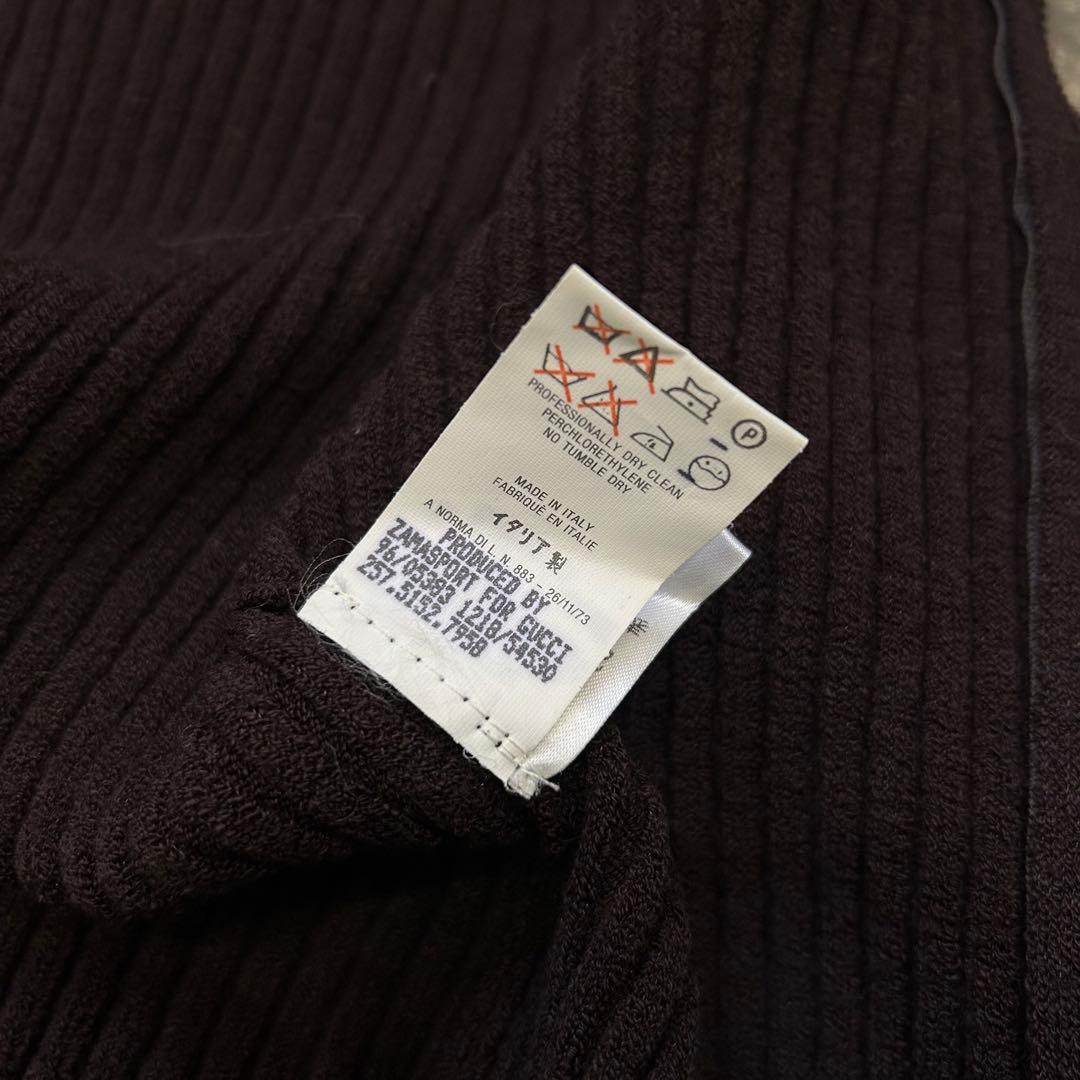 P
PROFESSIONALLY DRY CLEAN
PERCHLORETHYLENE
NO TUMBLE DRY
MADE IN ITALY
FABRIQUÉ EN ITALIE
イタリア製
A NORMA DI L. N. 883 - 26/11/73
PRODUCED BY
ZAMASPORT FOR GUCCI
96/05383 1218/54530
257.5152.7958